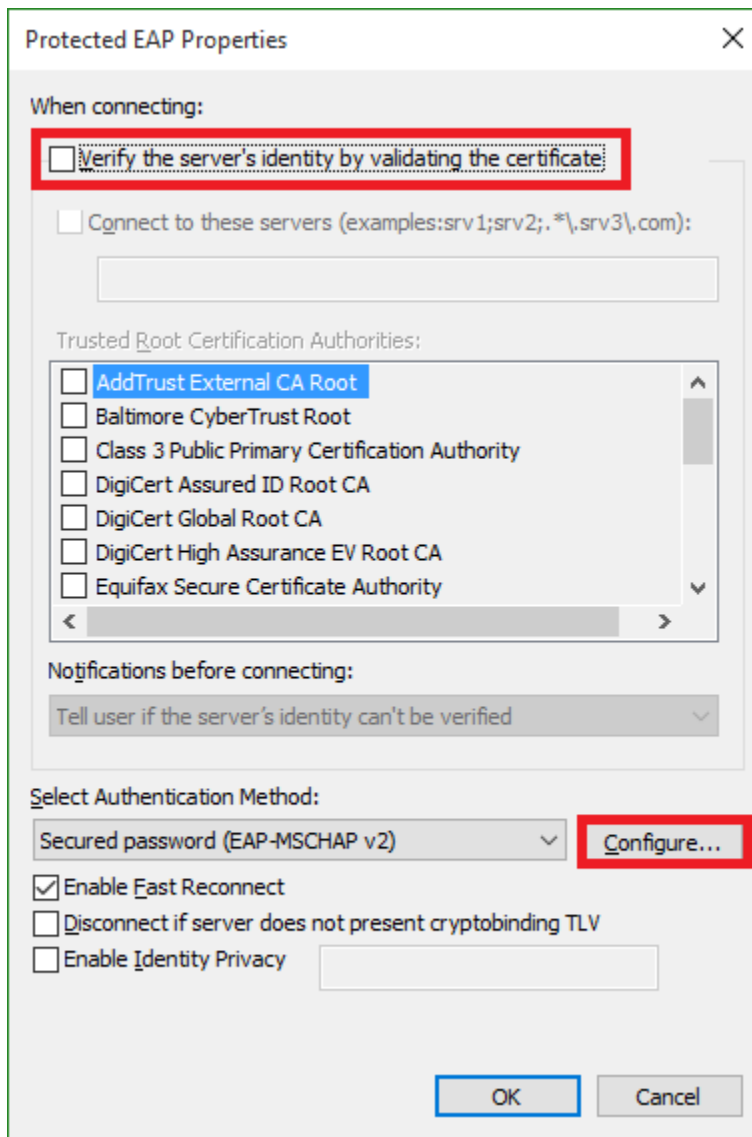 Protected EAP Properties
When connecting:
Verify the server's identity by validating the certificate
Connect to these servers (examples:srv1;srv2;.*\.srv3\.com):
Trusted Root Certification Authorities:
AddTrust External CA Root
Baltimore CyberTrust Root
Class 3 Public Primary Certification Authority
DigiCert Assured ID Root CA
DigiCert Global Root CA
DigiCert High Assurance EV Root CA
Equifax Secure Certificate Authority
Notifications before connecting:
Tell user if the server’s identity can't be verified
Select Authentication Method:
Secured password (EAP-MSCHAP v2) Configure...
Enable Fast Reconnect
Disconnect if server does not present cryptobinding TLV
Enable Identity Privacy
OK Cancel